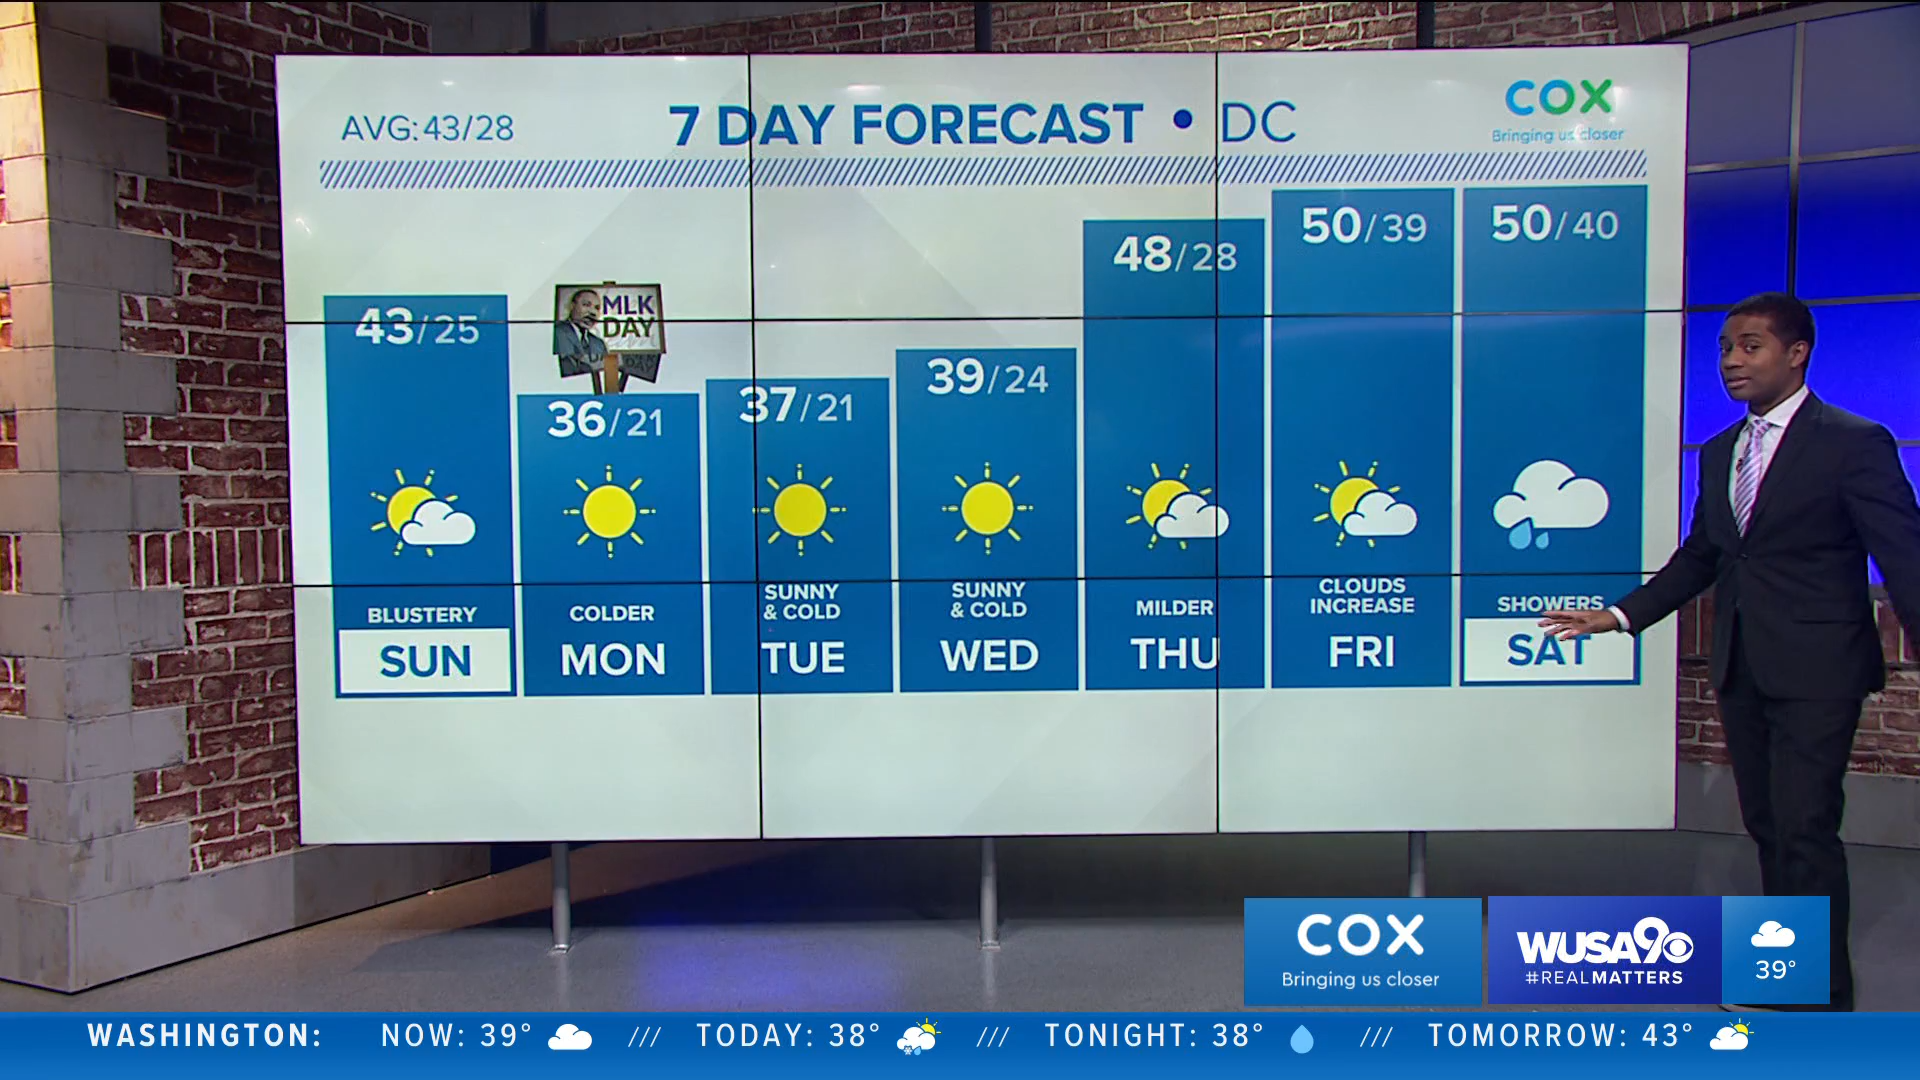 AVG: 43/28
7 DAY FORECAST • DC
COX
Bringing us closer
43/25
MLK
DAY
36/21
37/21
39/24
48/28
50/39
50/40
BLUSTERY
SUN
COLDER
MON
SUNNY
& COLD
TUE
SUNNY
& COLD
WED
MILDER
THU
CLOUDS
INCREASE
FRI
SHOWERS
SAT
COX
Bringing us closer
WUSA9
#REALMATTERS
39°
WASHINGTON: NOW: 39° /// TODAY: 38° /// TONIGHT: 38° /// TOMORROW: 43°